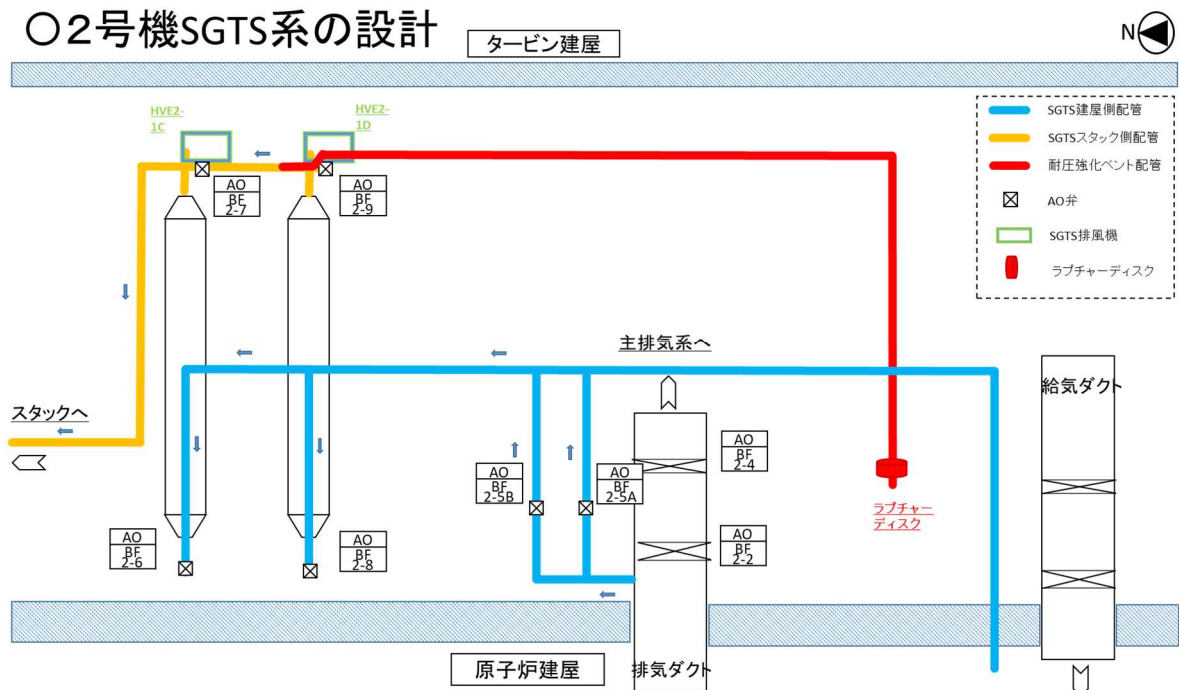 ○2号機SGTS系の設計
タービン建屋
N
SGTS建屋側配管
SGTSスタック側配管
耐圧強化ベント配管
AO弁
SGTS排風機
ラプチャーディスク
HVE2-
1C
HVE2-
1D
AO
BF
2-7
AO
BF
2-9
主排気系へ
給気ダクト
スタックへ
AO
BF
2-4
AO
BF
2-5B
AO
BF
2-5A
ラプチャー
ディスク
AO
BF
2-6
AO
BF
2-8
AO
BF
2-2
原子炉建屋
排気ダクト